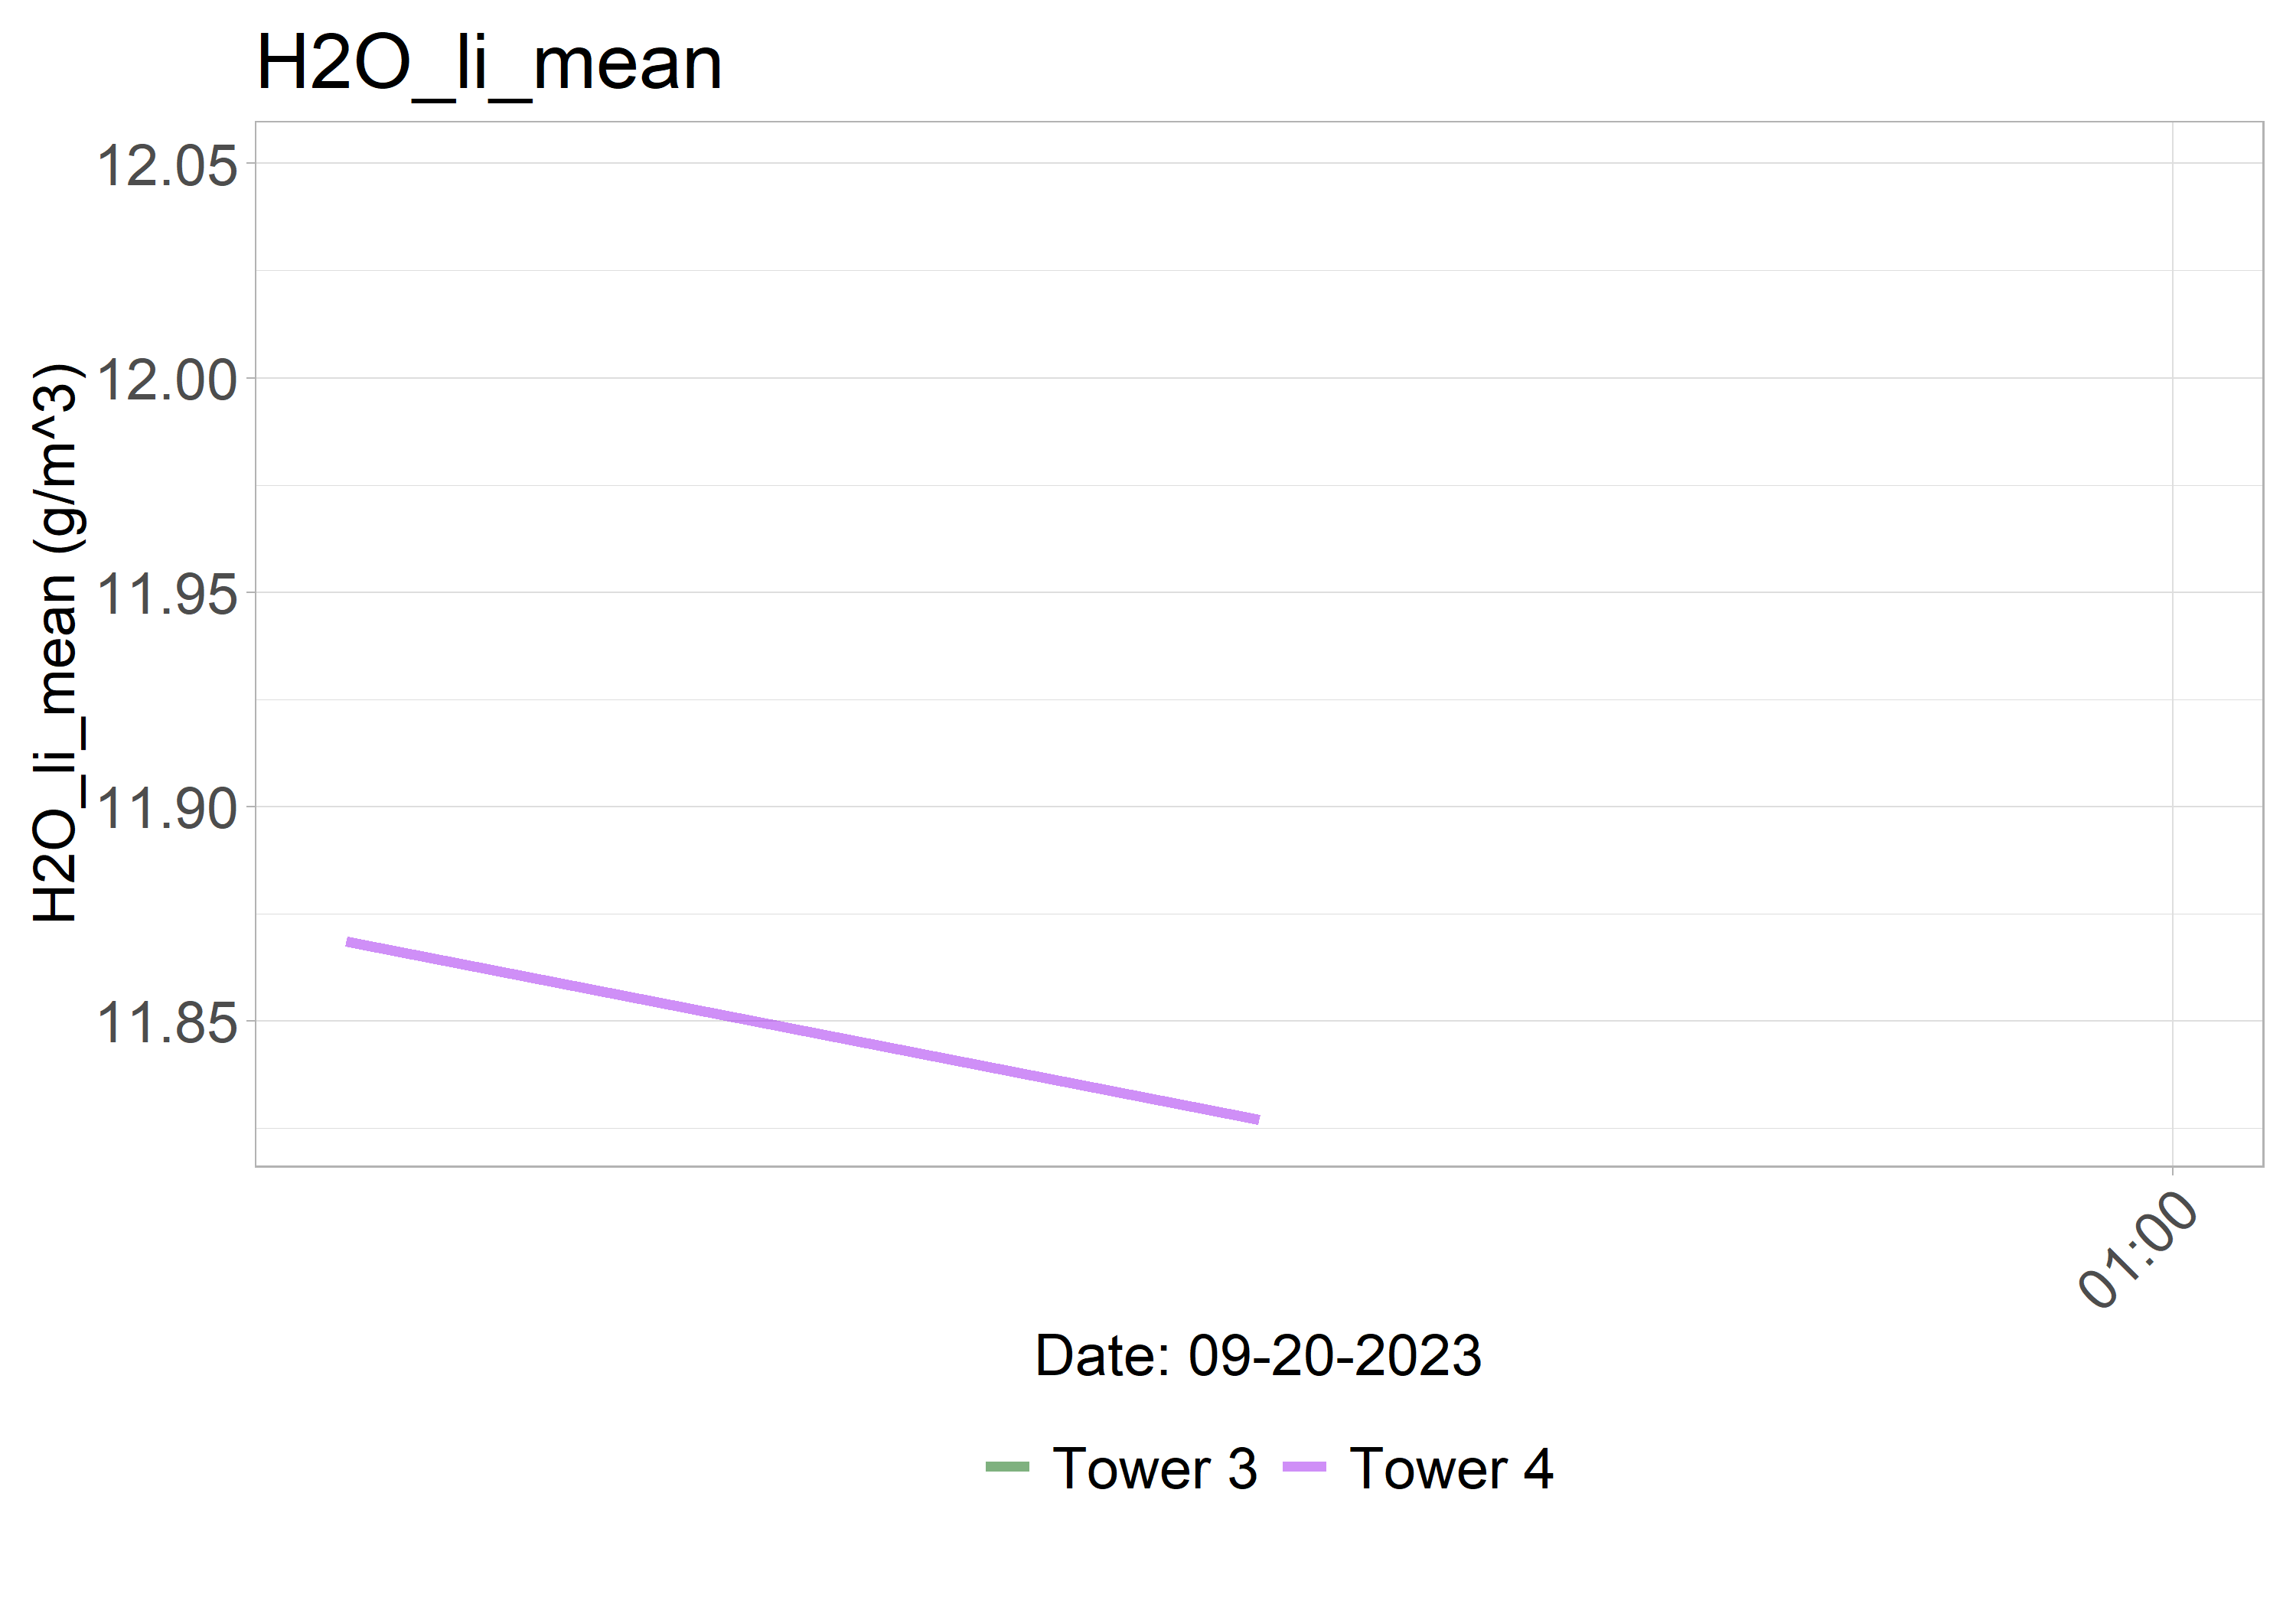 H2O_li_mean
H2O_li_mean (g/m^3)
12.05
12.00
11.95
11.90
11.85
01:00
Date: 09-20-2023
Tower 3 Tower 4